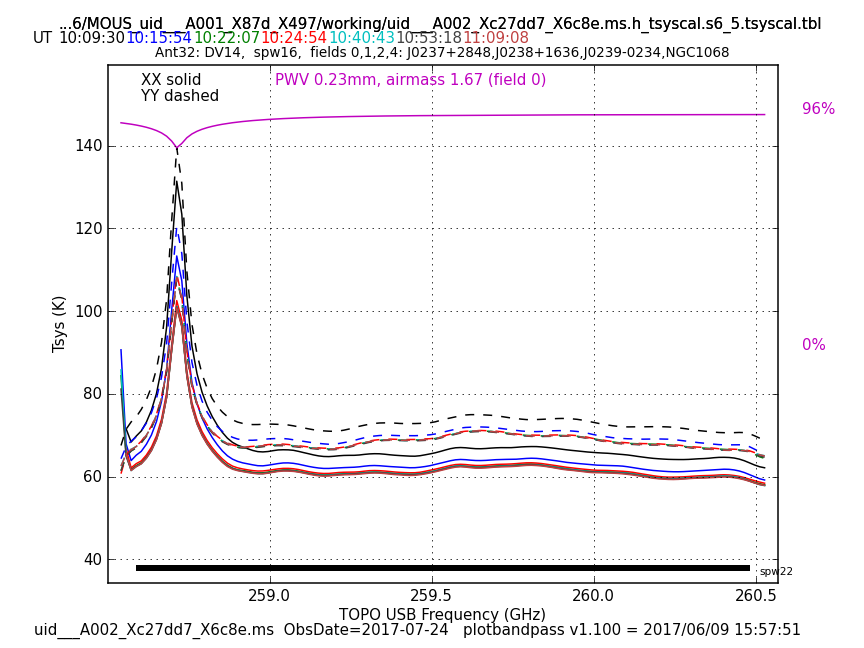 ...6/MOUS_uid___A001_X87d_X497/working/uid___A002_Xc27dd7_X6c8e.ms.h_tsyscal.s6_5.tsyscal.tbl
UT 10:09:30 10:15:54 10:22:07 10:24:54 10:40:43 10:53:18 11:09:08
Ant32: DV14, spw16, fields 0,1,2,4: J0237+2848,J0238+1636,J0239-0234,NGC1068
XX solid
YY dashed
PWV 0.23mm, airmass 1.67 (field 0)
96%
140
120
100
80
60
40
Tsys (K)
0%
spw22
259.0 259.5 260.0 260.5
TOPO USB Frequency (GHz)
uid___A002_Xc27dd7_X6c8e.ms ObsDate=2017-07-24 plotbandpass v1.100 = 2017/06/09 15:57:51